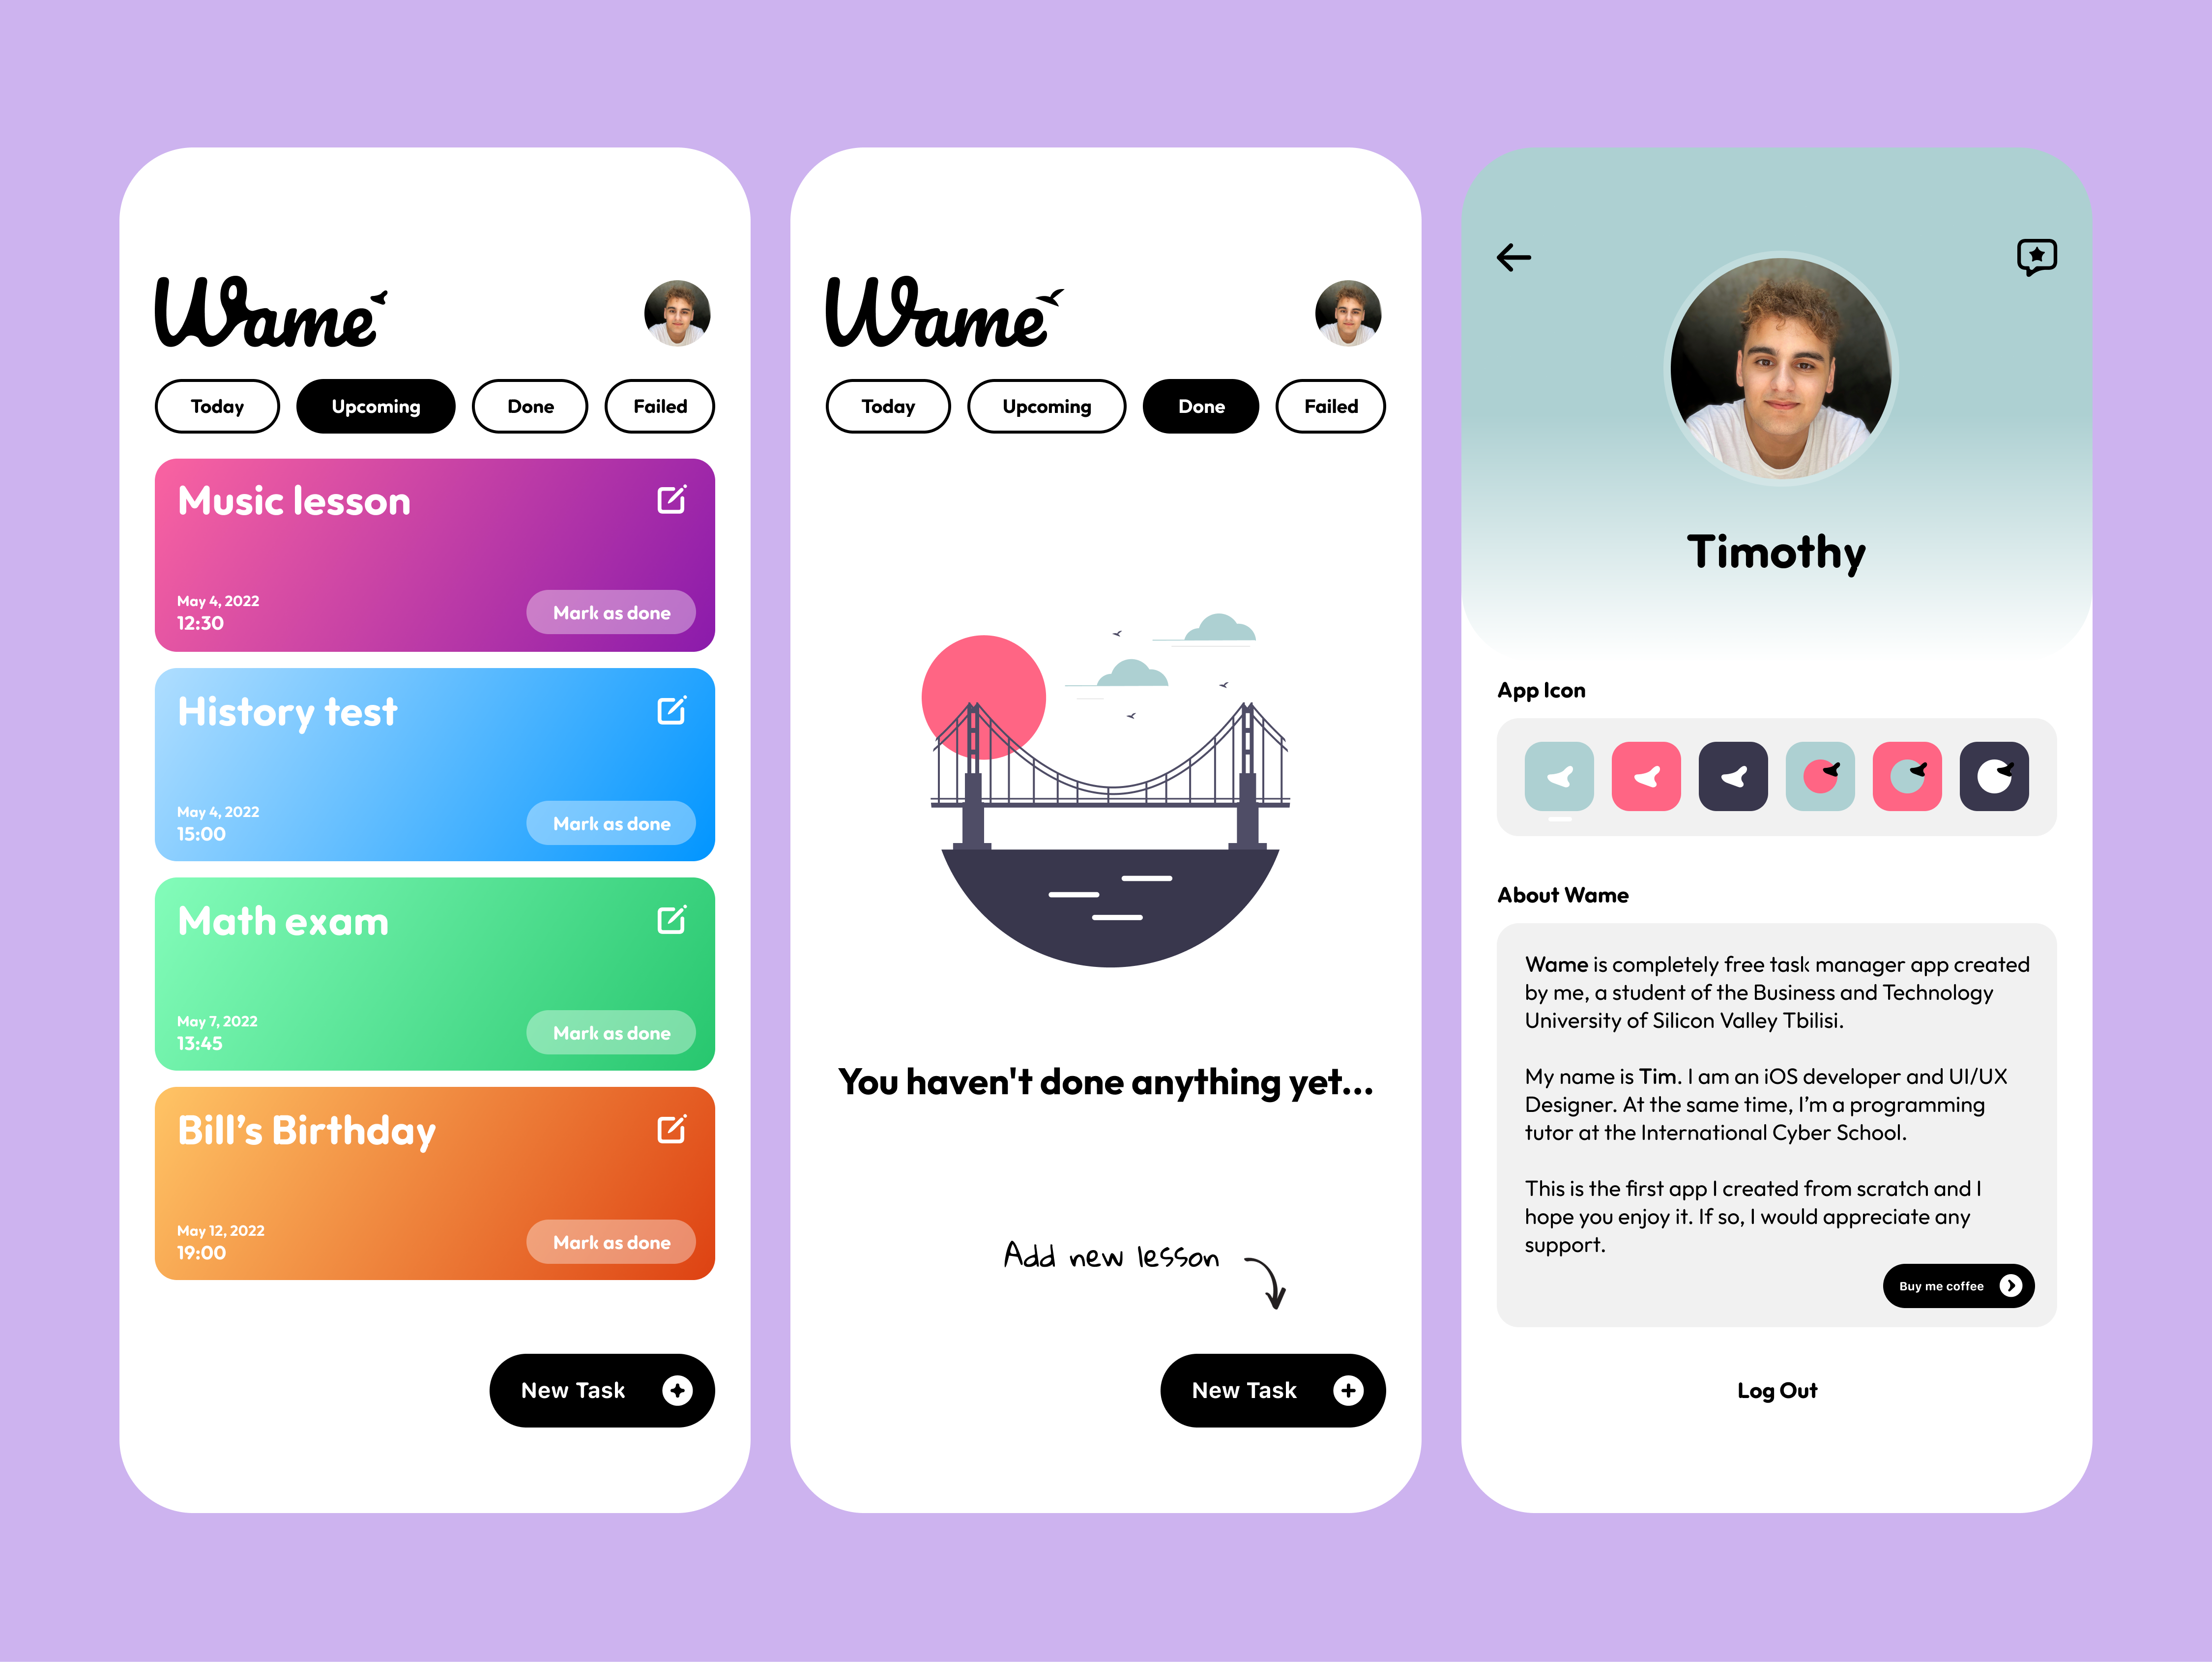 Wame
Today
Upcoming
Done
Failed
Music lesson
May 4, 2022
12:30
Mark as done
History test
May 4, 2022
15:00
Mark as done
Math exam
May 7, 2022
13:45
Mark as done
Bill’s Birthday
May 12, 2022
19:00
Mark as done
New Task
Wame
Today
Upcoming
Done
Failed
You haven't done anything yet...
Add new lesson
New Task
Timothy
App Icon
About Wame
Wame is completely free task manager app created
by me, a student of the Business and Technology
University of Silicon Valley Tbilisi.
My name is Tim. I am an iOS developer and UI/UX
Designer. At the same time, I’m a programming
tutor at the International Cyber School.
This is the first app I created from scratch and I
hope you enjoy it. If so, I would appreciate any
support.
Buy me coffee
Log Out